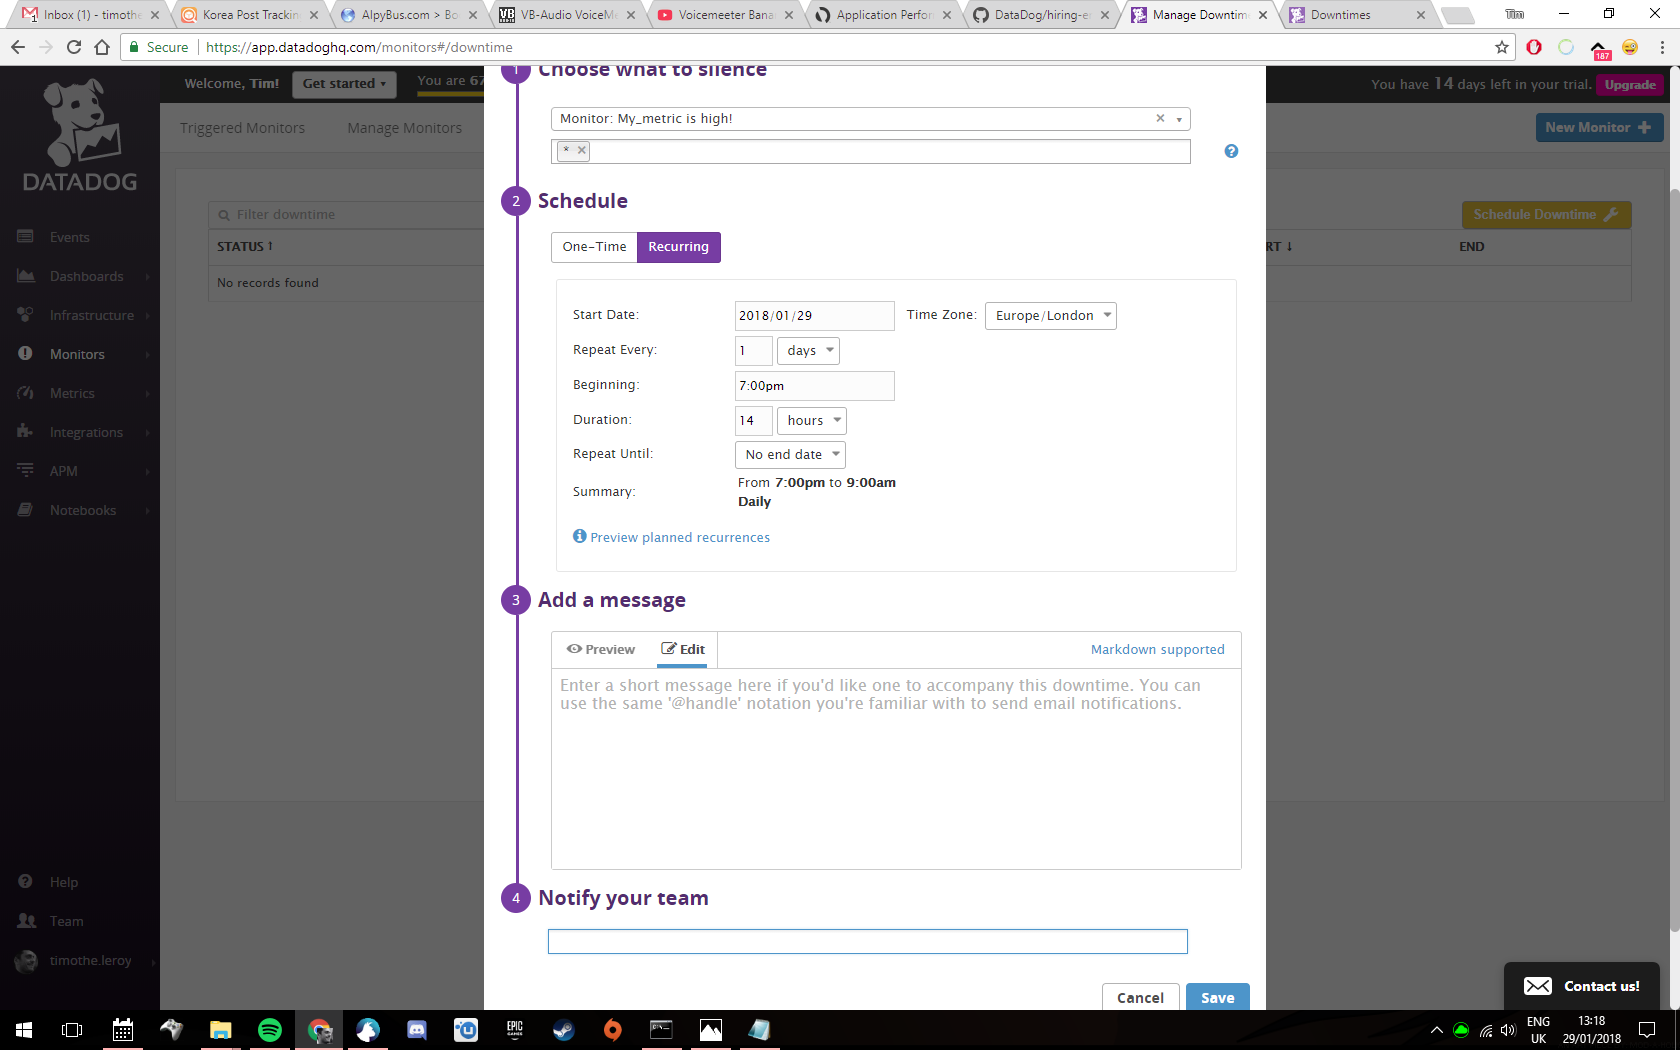 Inbox (1) - timothe
Korea Post Trackin
AlpyBus.com > Bo
VB-Audio VoiceMe
Voicemeeter Bana
Application Perfor
DataDog/hiring-e
Manage Downtim
Downtimes
Tim
Secure https://app.datadoghq.com/monitors#/downtime
187
Welcome, Tim! Get started You are 67
You have 14 days left in your trial. Upgrade
DATADOG
Triggered Monitors Manage Monitors
New Monitor
Filter downtime
Schedule Downtime
STATUS RT END
No records found
Events
Dashboards
Infrastructure
Monitors
Metrics
Integrations
APM
Notebooks
Help
Team
timothe.leroy
1 Choose what to silence
Monitor: My_metric is high!
*
2 Schedule
One-Time Recurring
Start Date: 2018/01/29 Time Zone: Europe/London
Repeat Every: 1 days
Beginning: 7:00pm
Duration: 14 hours
Repeat Until: No end date
Summary: From 7:00pm to 9:00am
Daily
Preview planned recurrences
3 Add a message
Preview Edit Markdown supported
Enter a short message here if you'd like one to accompany this downtime. You can
use the same '@handle' notation you're familiar with to send email notifications.
4 Notify your team
Cancel Save
Contact us!
EPIC
GAMES
ENG
UK
13:18
29/01/2018